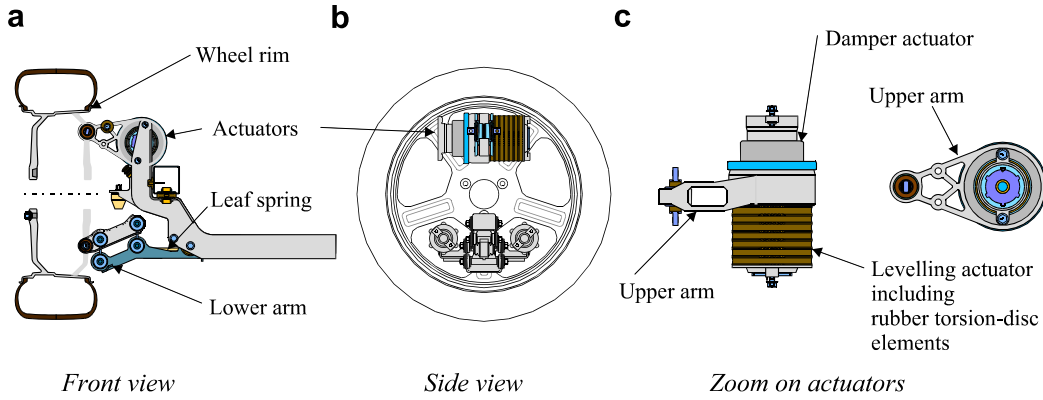 a
Wheel rim
Actuators
Leaf spring
Lower arm
Front view
b
Side view
c
Damper actuator
Upper arm
Upper arm
Levelling actuator
including
rubber torsion-disc
elements
Zoom on actuators